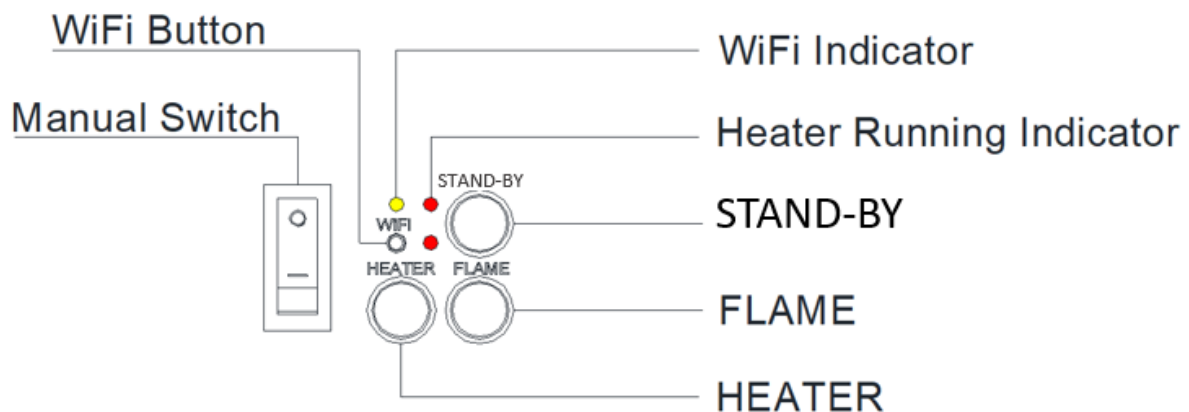 WiFi Button
WiFi Indicator
Manual Switch
Heater Running Indicator
STAND-BY
STAND-BY
WiFi
HEATER
FLAME
FLAME
HEATER